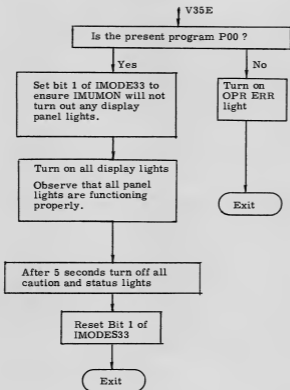 V35E
Is the present program P00 ?
Yes
No
Set bit 1 of IMODE33 to
ensure IMUMON will not
turn out any display
panel lights.
Turn on
OPR ERR
light
Exit
Turn on all display lights
Observe that all panel
lights are functioning
properly.
After 5 seconds turn off all
caution and status lights
Reset Bit 1 of
IMODES33
Exit